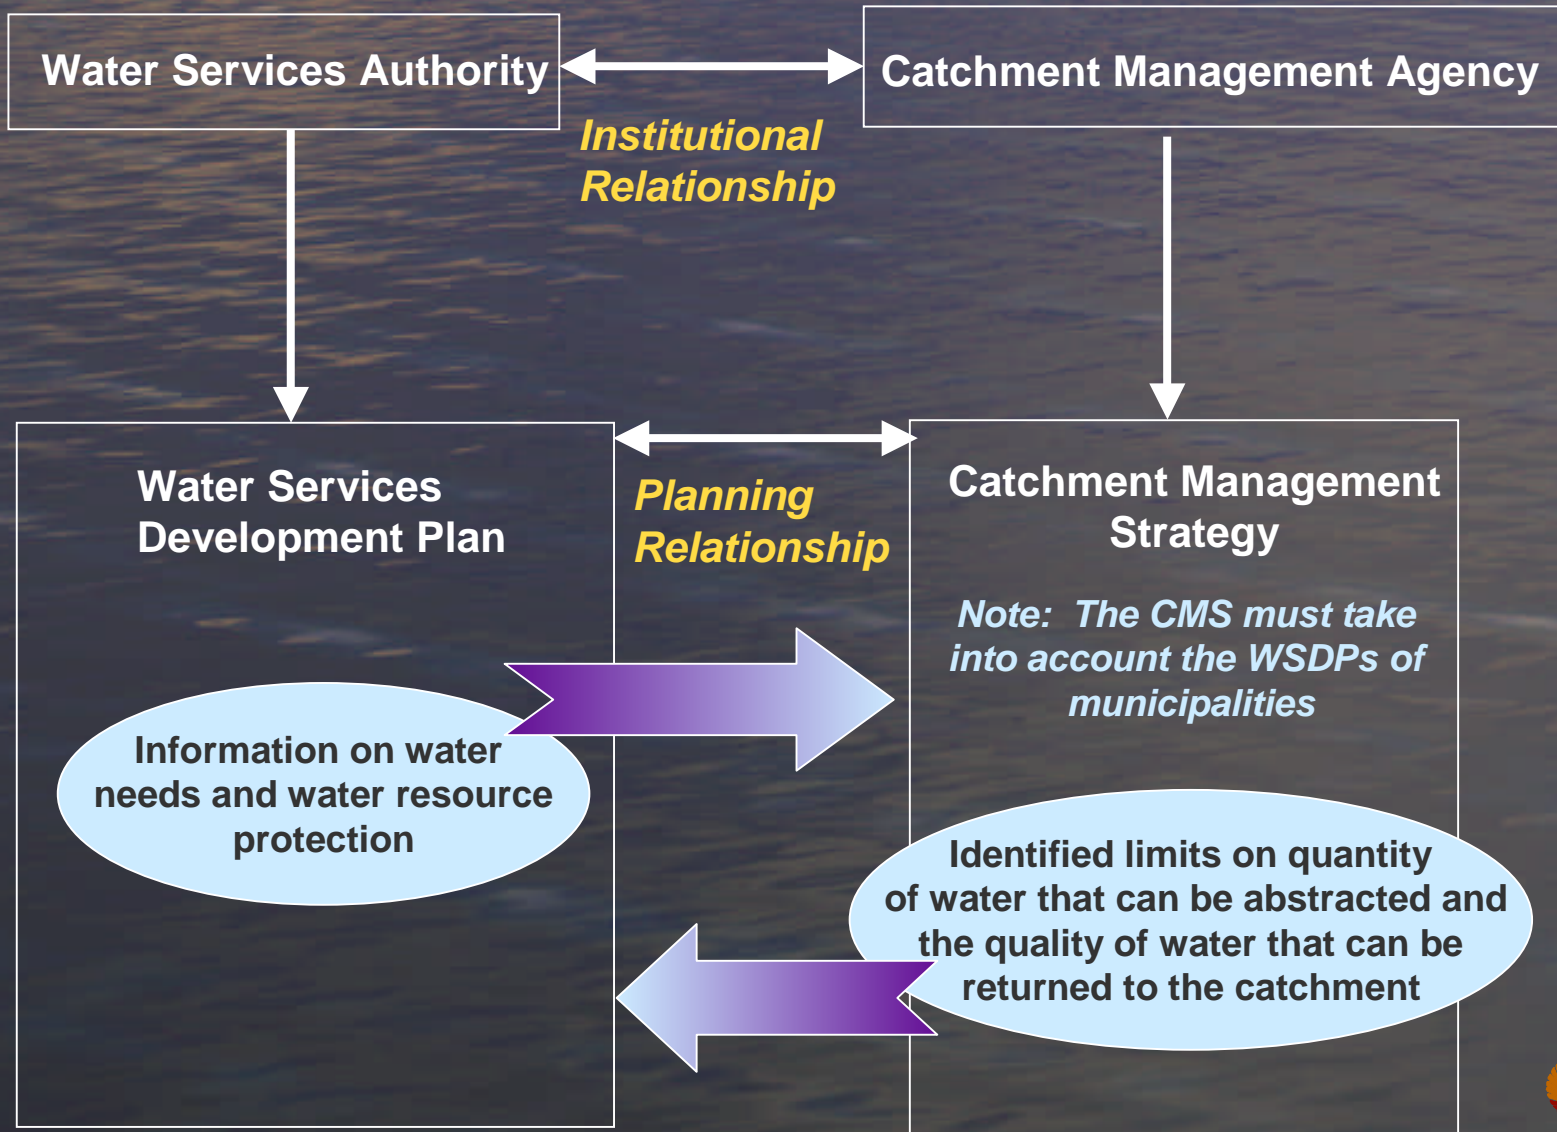 Water Services Authority
Catchment Management Agency
Institutional
Relationship
Water Services
Development Plan
Planning
Relationship
Catchment Management
Strategy
Note: The CMS must take
into account the WSDPs of
municipalities
Information on water
needs and water resource
protection
Identified limits on quantity
of water that can be abstracted and
the quality of water that can be
returned to the catchment